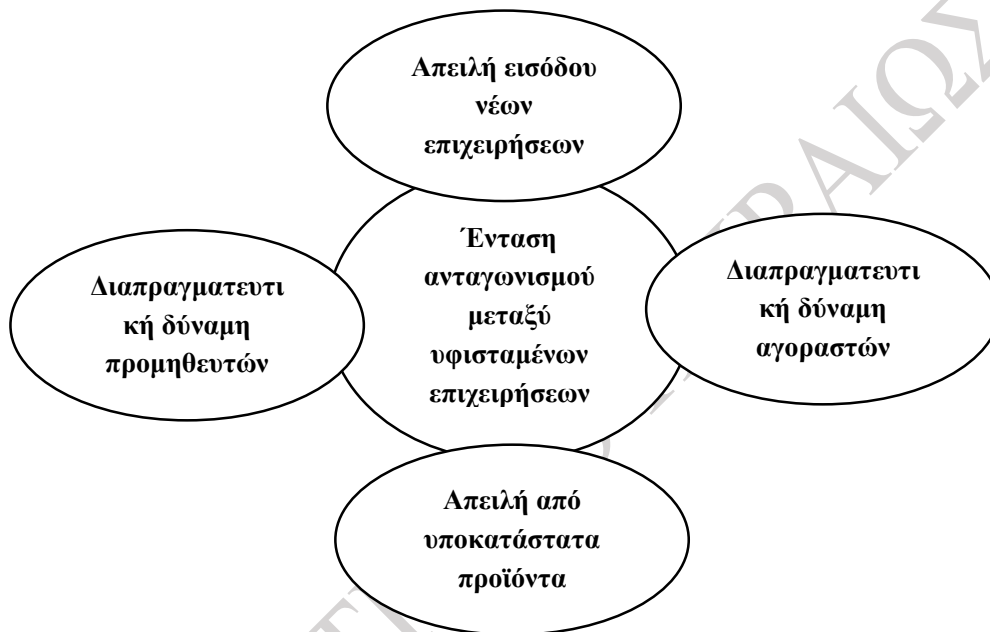 Απειλή εισόδου
νέων
επιχειρήσεων
Διαπραγματευτι
κή δύναμη
προμηθευτών
Ένταση
ανταγωνισμού
μεταξύ
υφισταμένων
επιχειρήσεων
Διαπραγματευτι
κή δύναμη
αγοραστών
Απειλή από
υποκατάστατα
προϊόντα